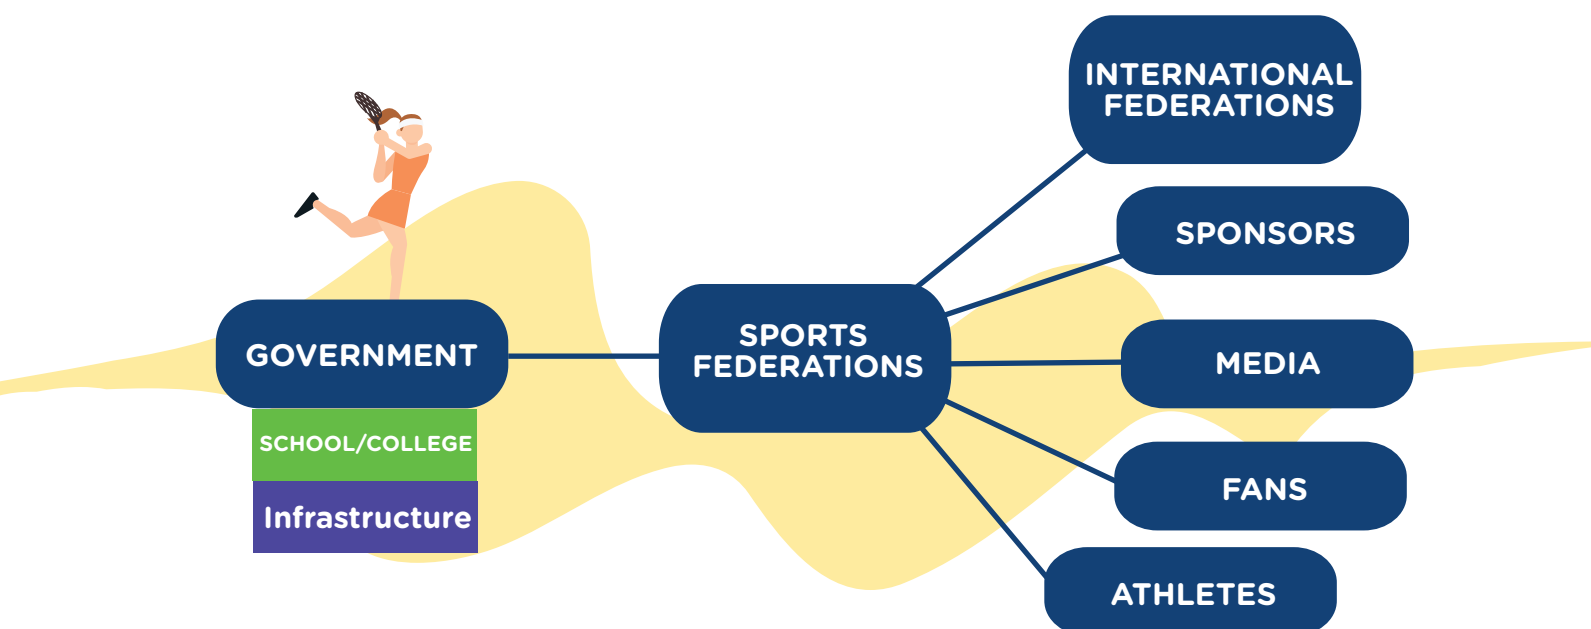 INTERNATIONAL
FEDERATIONS
SPONSORS
GOVERNMENT
SPORTS
FEDERATIONS
MEDIA
SCHOOL/COLLEGE
Infrastructure
FANS
ATHLETES